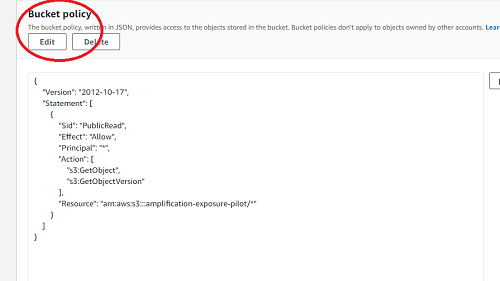 Bucket policy
The bucket policy, written in JSON, provides access to the objects stored in the bucket. Bucket policies don't apply to objects owned by other accounts. Lear
Edit Delete
{
"Version": "2012-10-17",
"Statement": [
{
"Sid": "PublicRead",
"Effect": "Allow",
"Principal": "*",
"Action": [
"s3:GetObject",
"s3:GetObjectVersion"
],
"Resource": "arn:aws:s3:::amplification-exposure-pilot/*"
}
]
}